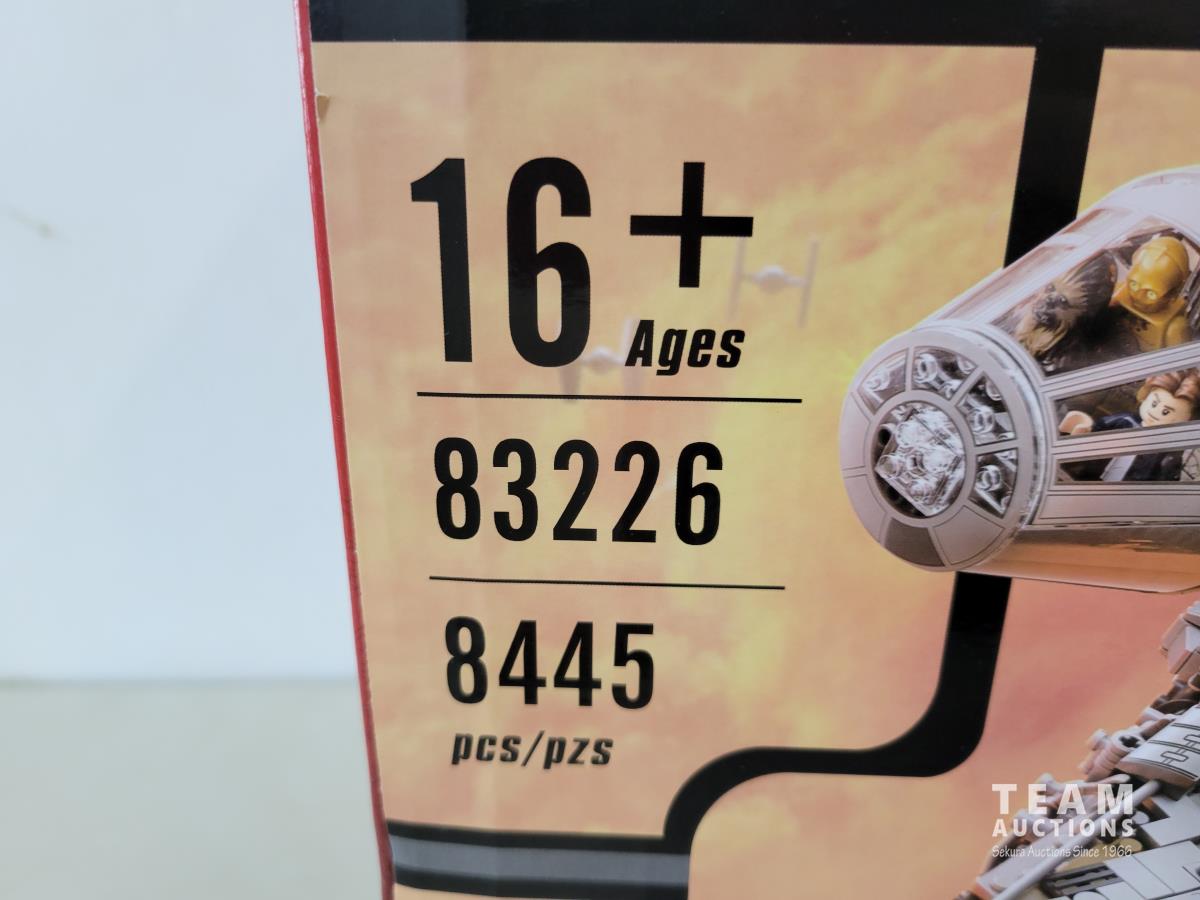 16+
Ages
83226
8445
pcs/pzs
TEAM
AUCTIONS
Sekura Auctions Since 1966